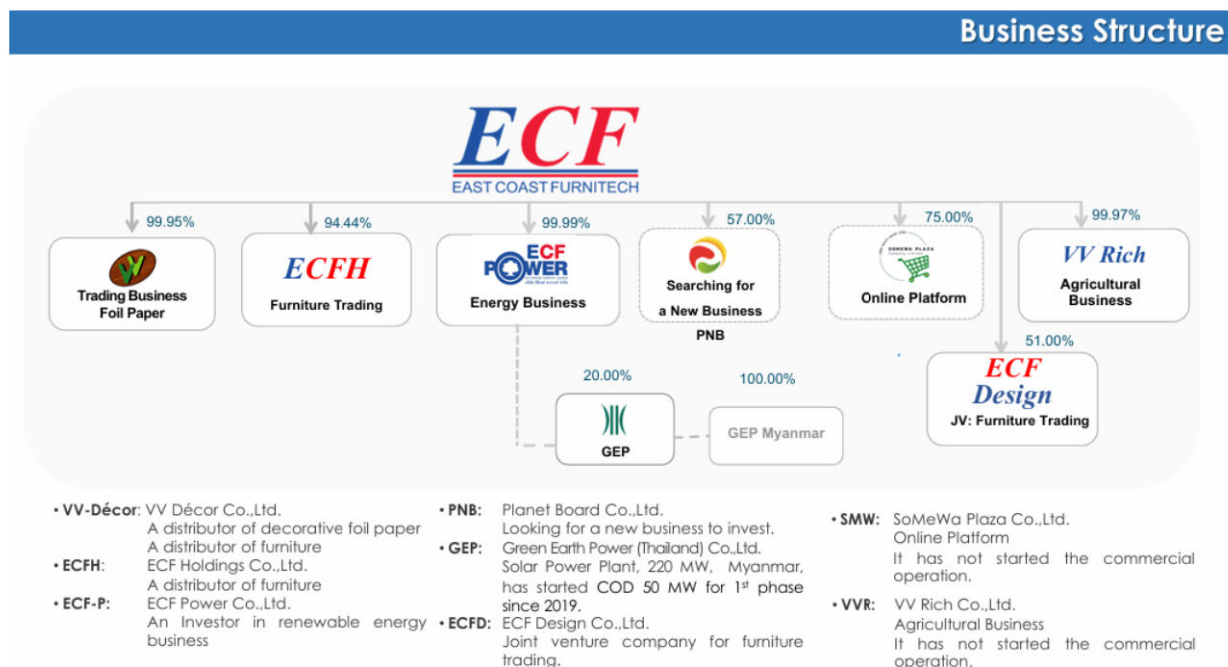 Business Structure
ECF
EAST COAST FURNITECH
99.95%
94.44%
99.99%
57.00%
75.00%
99.97%
Trading Business
Foil Paper
ECFH
Furniture Trading
ECF
POWER
Energy Business
Searching for
a New Business
PNB
SOMEWA PLAZA
Online Platform
VV Rich
Agricultural
Business
51.00%
ECF
Design
JV: Furniture Trading
20.00%
100.00%
GEP
GEP Myanmar
• VV-Décor: VV Décor Co.,Ltd.
A distributor of decorative foil paper
A distributor of furniture
• ECFH: ECF Holdings Co.,Ltd.
A distributor of furniture
• ECF-P: ECF Power Co.,Ltd.
An Investor in renewable energy
business
• PNB: Planet Board Co.,Ltd.
Looking for a new business to invest.
• GEP: Green Earth Power (Thailand) Co.,Ltd.
Solar Power Plant, 220 MW, Myanmar,
has started COD 50 MW for 1st phase
since 2019.
• ECFD: ECF Design Co.,Ltd.
Joint venture company for furniture
trading.
• SMW: SoMeWa Plaza Co.,Ltd.
Online Platform
It has not started the commercial
operation.
• VVR: VV Rich Co.,Ltd.
Agricultural Business
It has not started the commercial
operation.